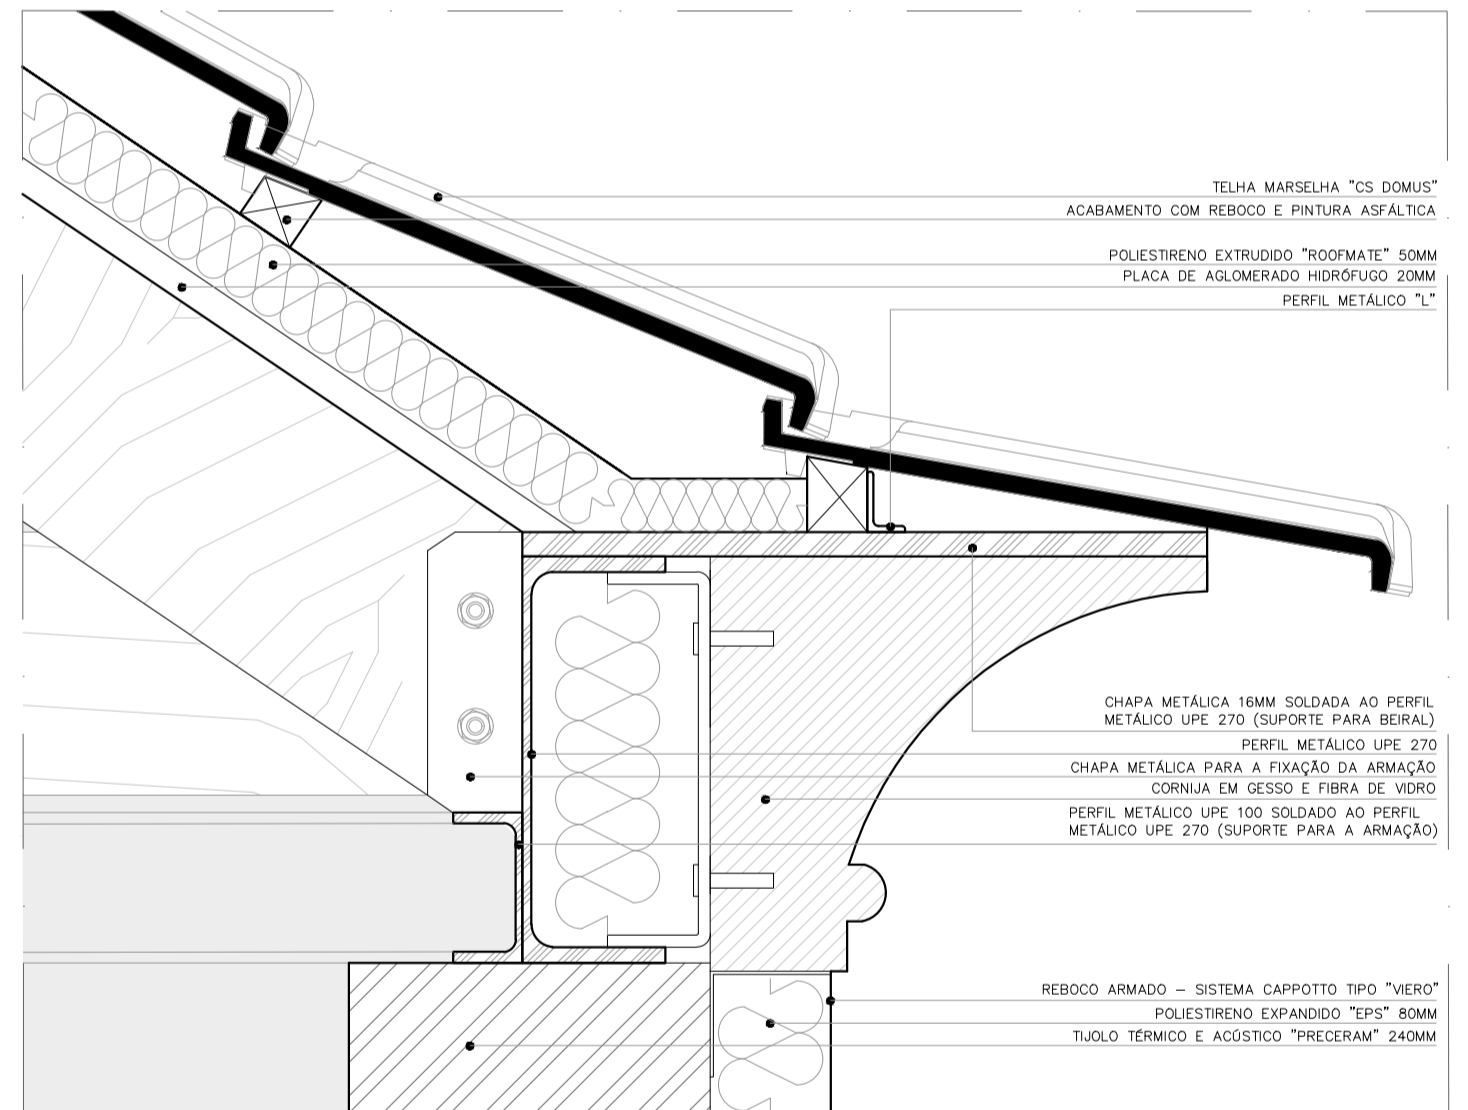 TELHA MARSELHA "CS DOMUS"
ACABAMENTO COM REBOCO E PINTURA ASFÁLTICA
POLIESTIRENO EXTRUDIDO "ROOFMATE" 50MM
PLACA DE AGLOMERADO HIDRÓFUGO 20MM
PERFIL METÁLICO "L"
CHAPA METÁLICA 16MM SOLDADA AO PERFIL
METÁLICO UPE 270 (SUPORTE PARA BEIRAL)
PERFIL METÁLICO UPE 270
CHAPA METÁLICA PARA A FIXAÇÃO DA ARMAÇÃO
CORNIJA EM GESSO E FIBRA DE VIDRO
PERFIL METÁLICO UPE 100 SOLDADO AO PERFIL
METÁLICO UPE 270 (SUPORTE PARA A ARMAÇÃO)
REBOCO ARMADO – SISTEMA CAPPOTTO TIPO "VIERO"
POLIESTIRENO EXPANDIDO "EPS" 80MM
TIJOLO TÉRMICO E ACÚSTICO "PRECERAM" 240MM